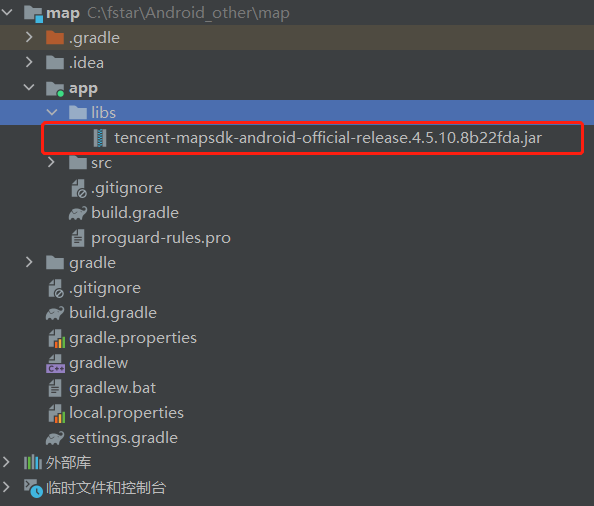 map C:\fstar\Android_other\map
.gradle
.idea
app
libs
tencent-mapsdk-android-official-release.4.5.10.8b22fda.jar
src
.gitignore
build.gradle
proguard-rules.pro
gradle
.gitignore
build.gradle
gradle.properties
C++ gradlew
gradlew.bat
local.properties
settings.gradle
外部库
临时文件和控制台